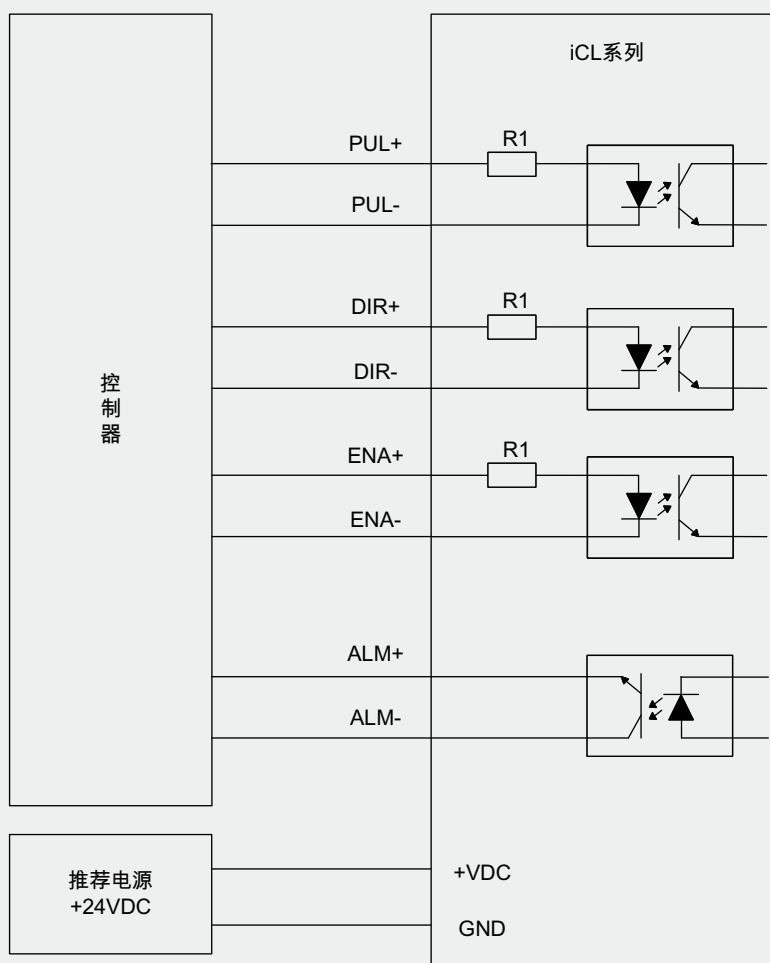 iCL系列
PUL+
R1
PUL-
DIR+
R1
DIR-
控制器
ENA+
R1
ENA-
ALM+
ALM-
推荐电源
+24VDC
+VDC
GND